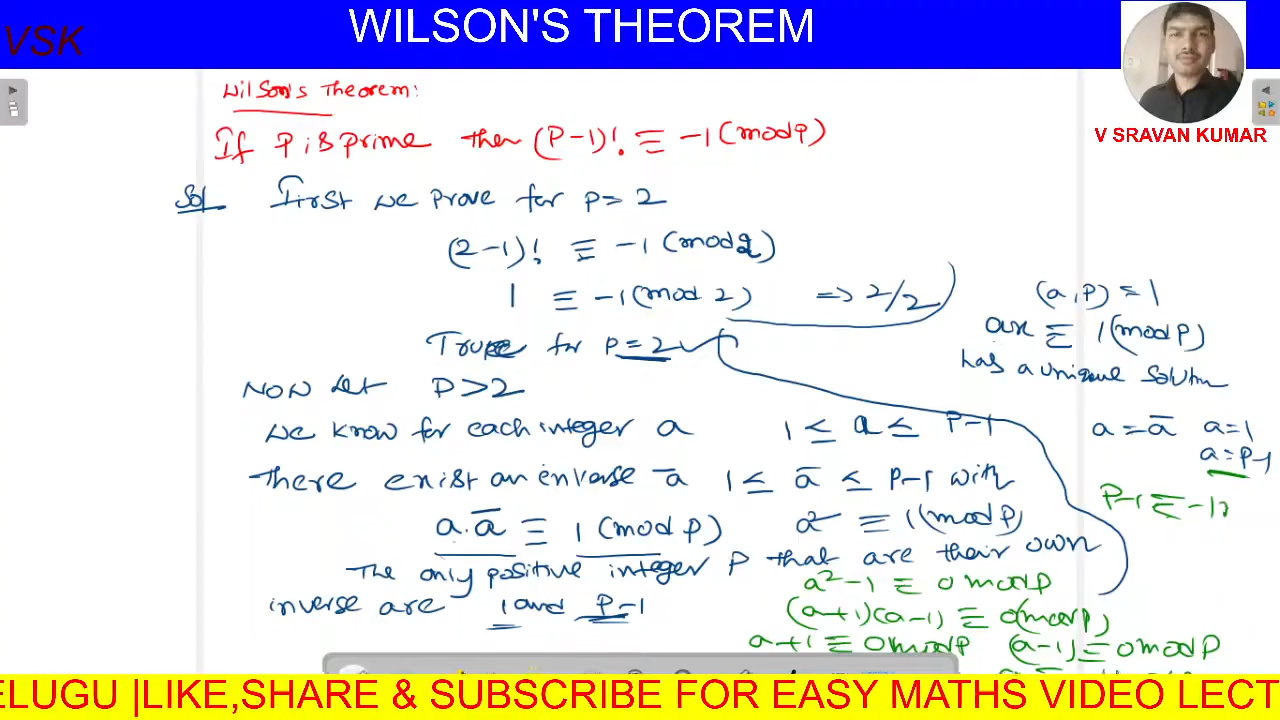 WILSON'S THEOREM
VSK
V SRAVAN KUMAR
Wilson's Theorem:
If P is prime then (P-1)! ≡ -1 (mod P)
Sol First we prove for p = 2
(2-1)! ≡ -1 (mod 2)
1 ≡ -1 (mod 2) => 2/2
True for P = 2
NOW let P > 2
we know for each integer a 1 ≤ a ≤ P-1
There exist an enverse ā 1 ≤ ā ≤ P-1 with
a.ā ≡ 1 (mod P) a² ≡ 1 (mod P)
The only positive integer P that are their own
inverse are 1 and P-1
(a, P) = 1
ax ≡ 1 (mod P)
has a unique solution
a = ā a=1
a=P-1
P-1 ≡ -1
a²-1 ≡ 0 mod P
(a+1)(a-1) ≡ 0 (mod P)
a+1 ≡ 0 mod P (a-1) ≡ 0 mod P
ELUGU |LIKE,SHARE & SUBSCRIBE FOR EASY MATHS VIDEO LECT